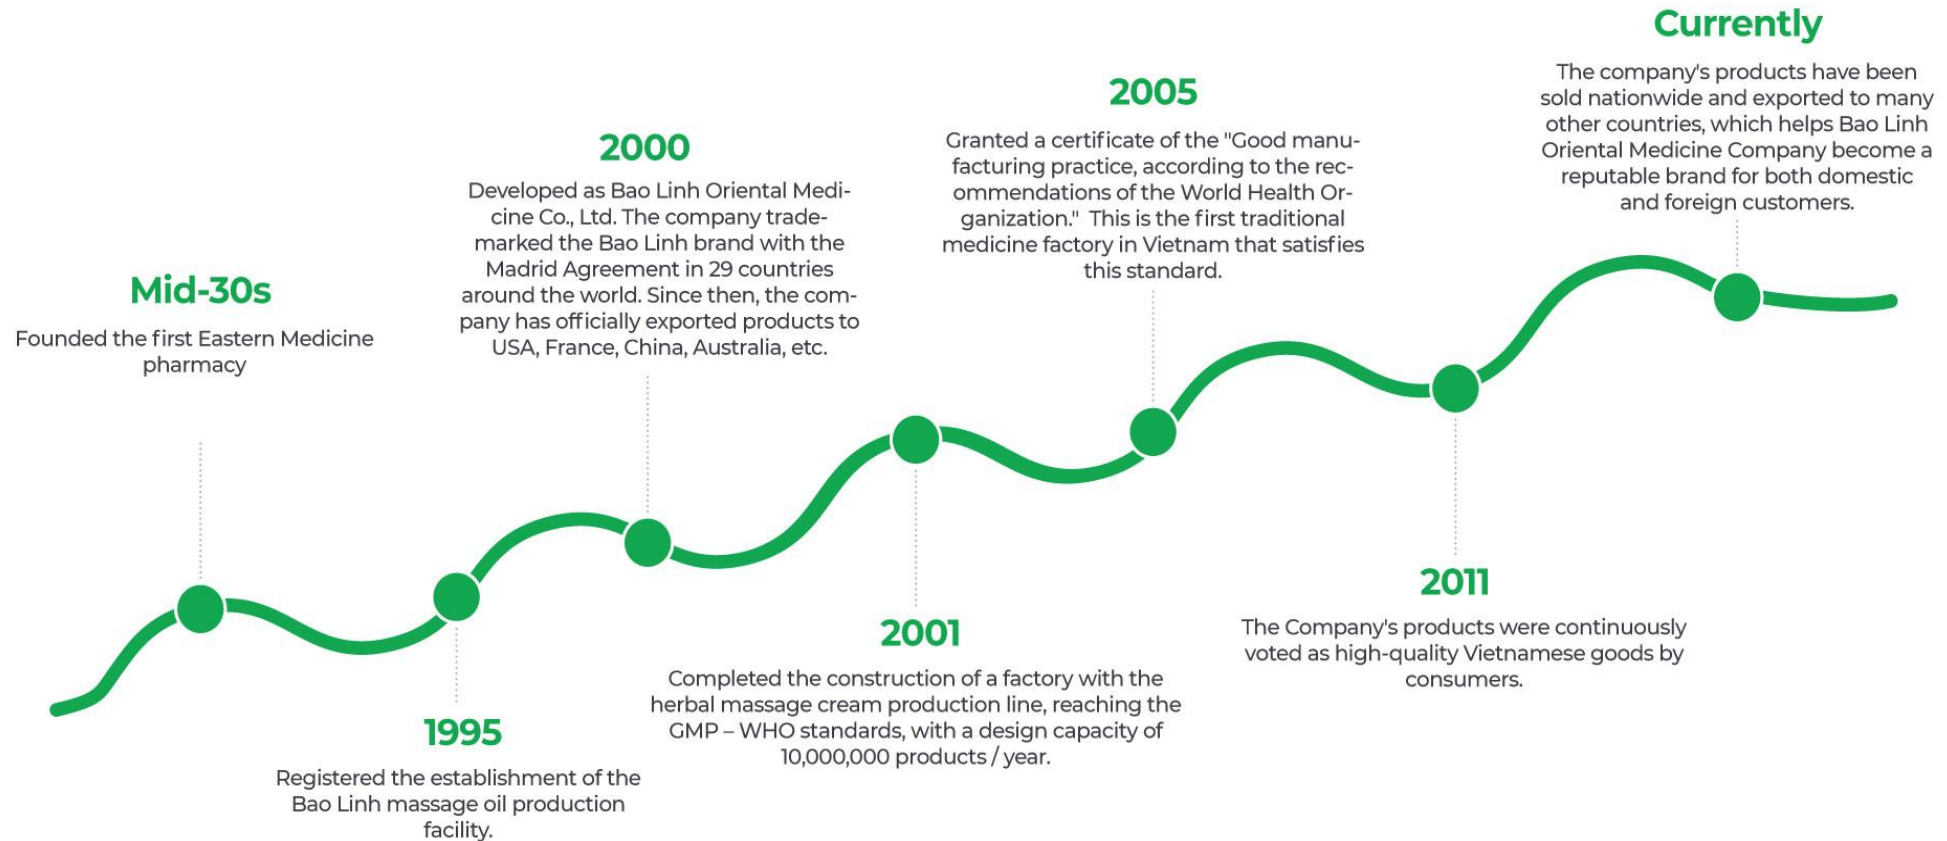 Mid-30s
Founded the first Eastern Medicine
pharmacy
1995
Registered the establishment of the
Bao Linh massage oil production
facility.
2000
Developed as Bao Linh Oriental Medi-
cine Co., Ltd. The company trade-
marked the Bao Linh brand with the
Madrid Agreement in 29 countries
around the world. Since then, the com-
pany has officially exported products to
USA, France, China, Australia, etc.
2001
Completed the construction of a factory with the
herbal massage cream production line, reaching the
GMP – WHO standards, with a design capacity of
10,000,000 products / year.
2005
Granted a certificate of the "Good manu-
facturing practice, according to the rec-
ommendations of the World Health Or-
ganization."  This is the first traditional
medicine factory in Vietnam that satisfies
this standard.
2011
The Company's products were continuously
voted as high-quality Vietnamese goods by
consumers.
Currently
The company's products have been
sold nationwide and exported to many
other countries, which helps Bao Linh
Oriental Medicine Company become a
reputable brand for both domestic
and foreign customers.